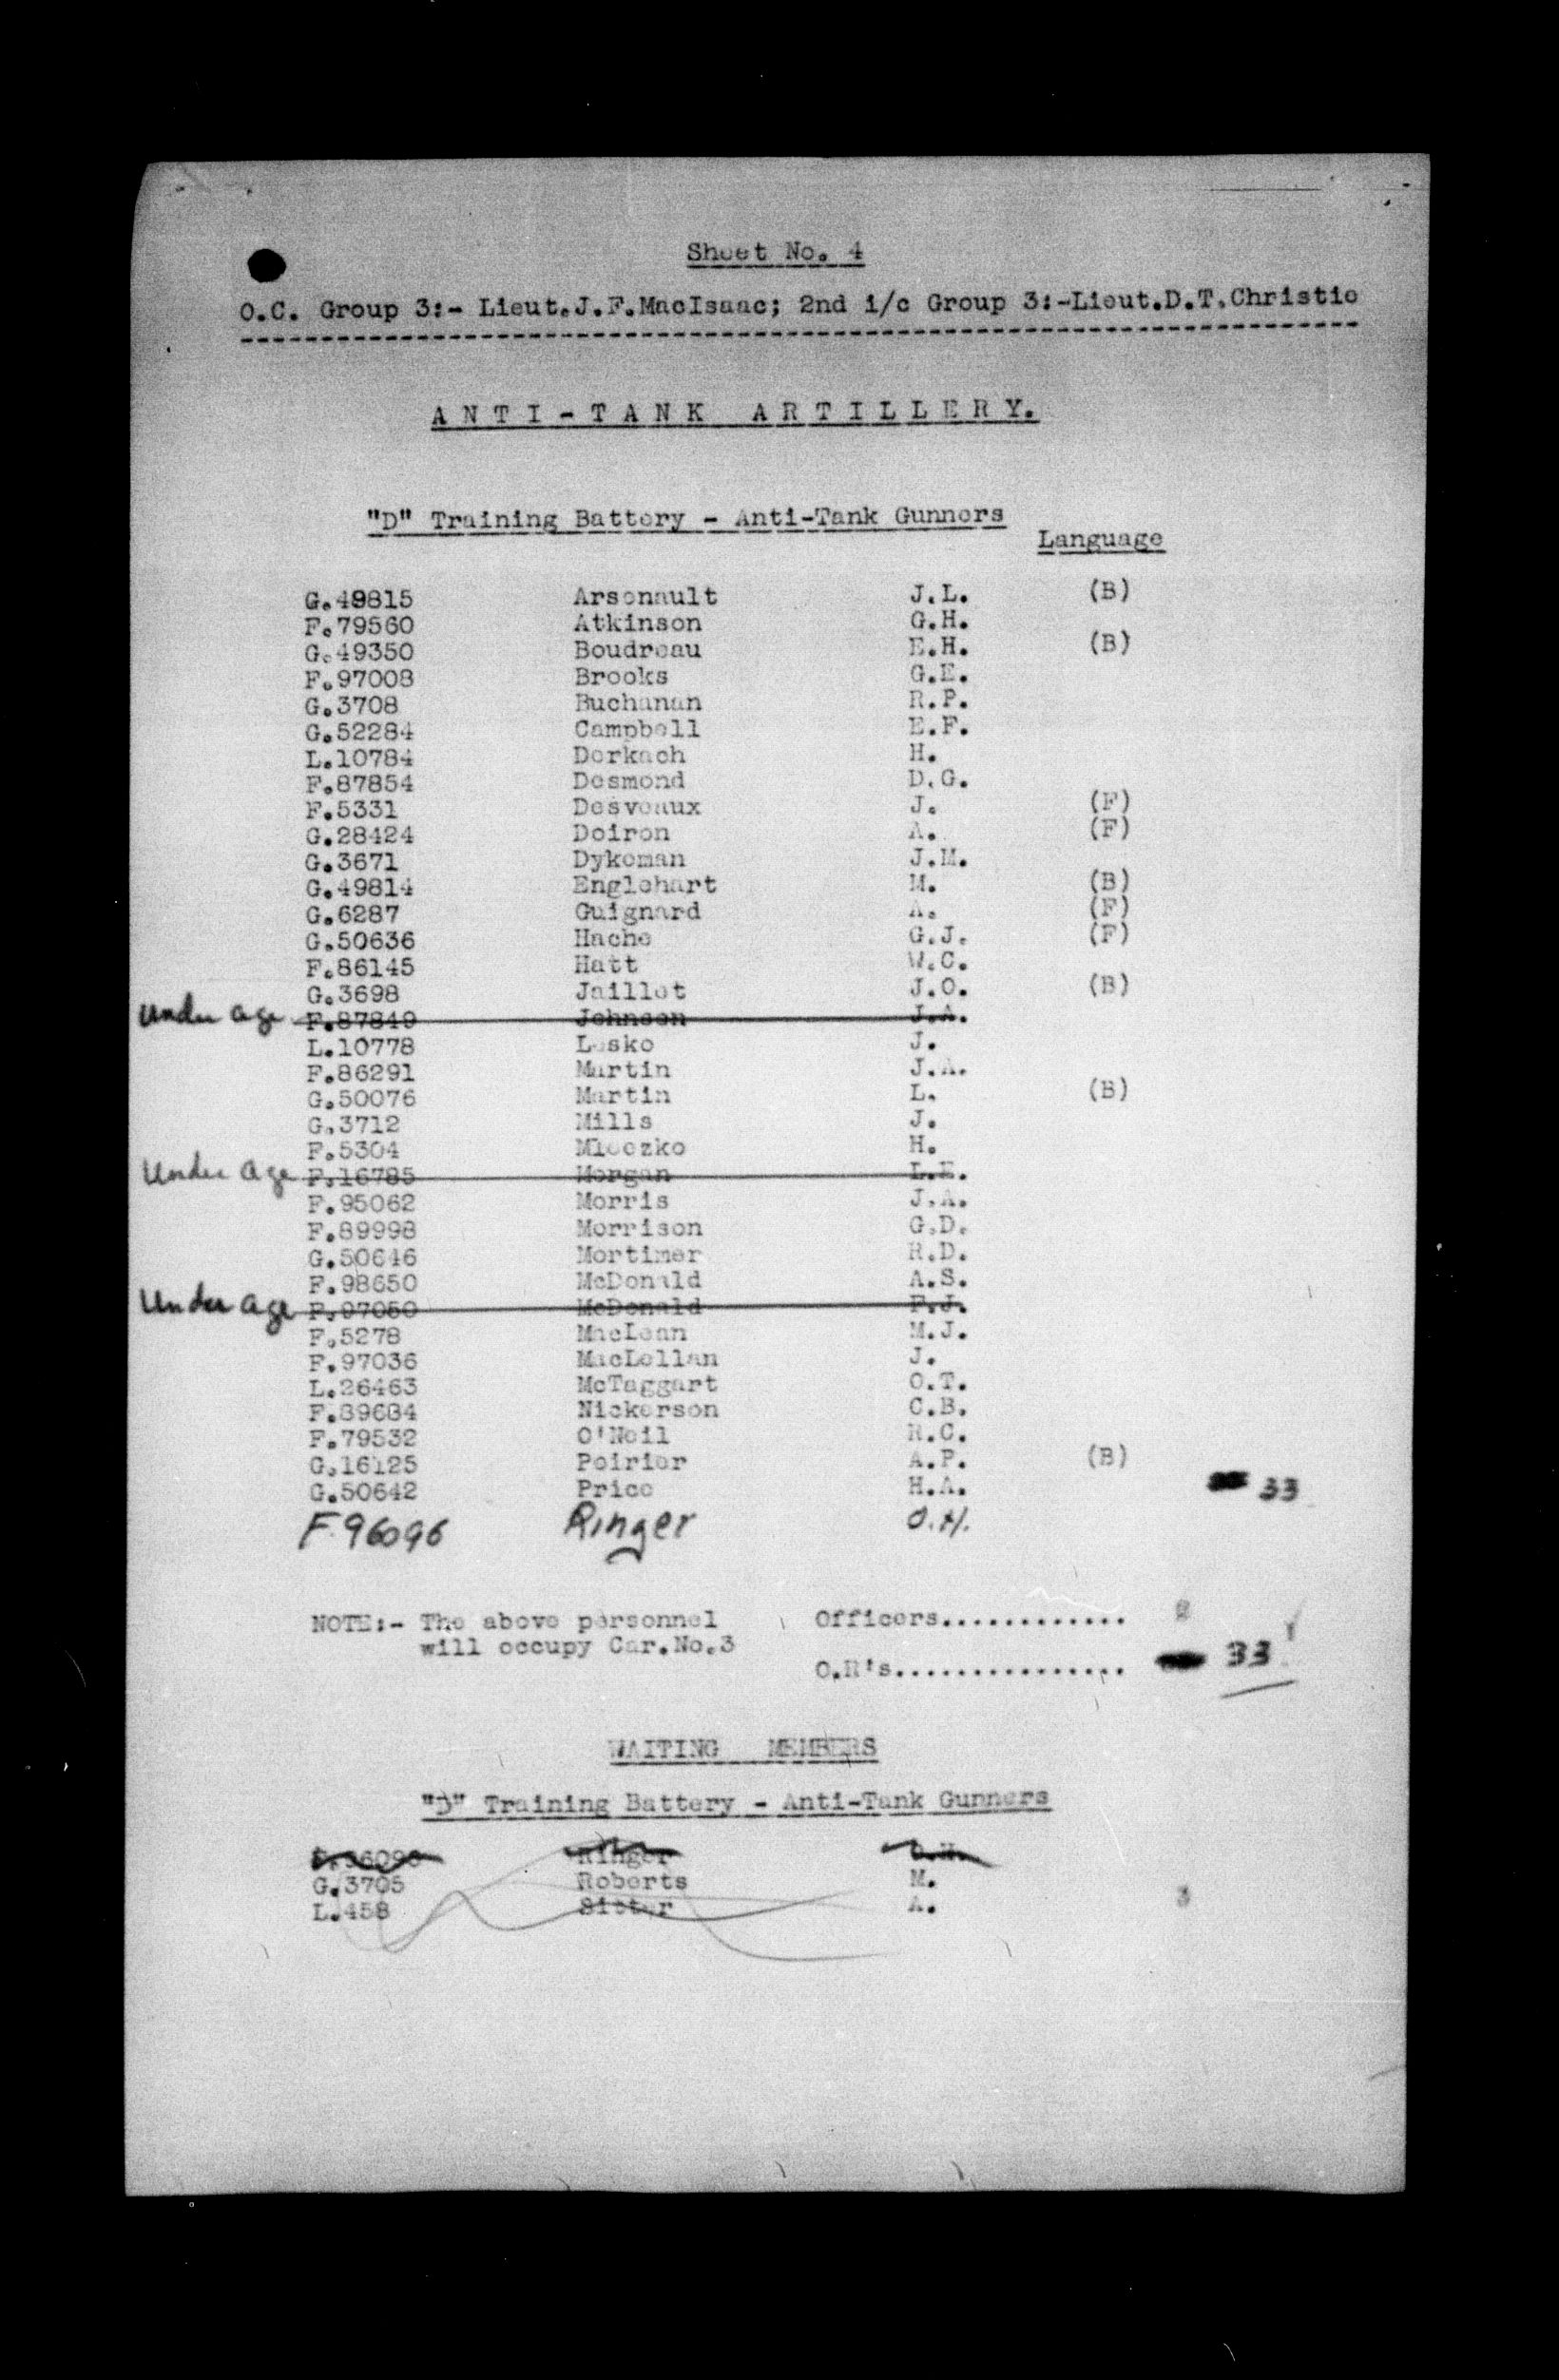 Sheet No. 4
O.C. Group 3:- Lieut.J.F.MacIsaac; 2nd i/c Group 3:-Lieut.D.T.Christie
ANTI-TANK ARTILLERY.
"D" Training Battery - Anti-Tank Gunners
Language
G.49815 Arsenault J.L. (B)
F.79560 Atkinson G.H.
G.49350 Boudreau E.H. (B)
F.97008 Brooks G.E.
G.3708 Buchanan R.P.
G.52284 Campbell E.F.
L.10784 Derkach H.
F.87854 Desmond D.G.
F.5331 Desveaux J. (F)
G.28424 Doiron A. (F)
G.3671 Dykeman J.M.
G.49814 Englehart M. (B)
G.6287 Guignard A. (F)
G.50636 Hache G.J. (F)
F.86145 Hatt W.C.
G.3698 Jaillet J.O. (B)
Under age F.87849 Johnson J.A.
L.10778 Lesko J.
F.86291 Martin J.A.
G.50076 Martin L. (B)
G.3712 Mills J.
F.5304 Mleczko H.
Under age F.16785 Morgan L.E.
F.95062 Morris J.A.
F.89998 Morrison G.D.
G.50646 Mortimer R.D.
F.98650 McDonald A.S.
Under age F.97050 McDonald F.J.
F.5278 MacLean M.J.
F.97036 MacLellan J.
L.26463 McTaggart O.T.
F.89684 Nickerson C.B.
F.79532 O'Neil R.C.
G.16125 Poirier A.P. (B)
G.50642 Price H.A. 33
F96096 Ringer O.H.
NOTE:- The above personnel Officers............ 2
will occupy Car.No.3
O.R's............... 33
WAITING MEMBERS
"D" Training Battery - Anti-Tank Gunners
Ringer O.H.
G.3705 Roberts M.
L.458 Sitter A. 3